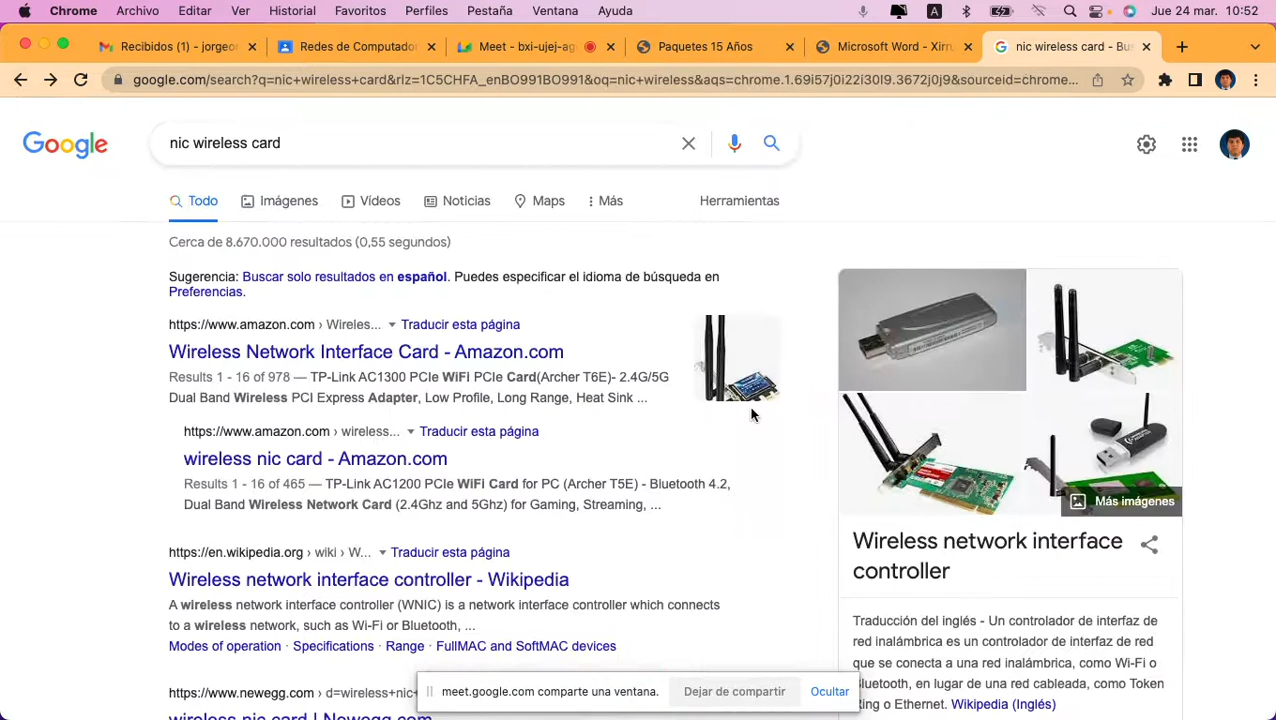 Chrome Archivo Editar Ver Historial Favoritos Perfiles Pestaña Ventana Ayuda A Jue 24 mar. 10:52
Recibidos (1) - jorgeo Redes de Computador Meet - bxi-ujej-ag Paquetes 15 Años Microsoft Word - Xirru nic wireless card - Bus
google.com/search?q=nic+wireless+card&rlz=1C5CHFA_enBO991BO991&oq=nic+wireless&aqs=chrome.1.69i57j0i22i30l9.3672j0j9&sourceid=chrome...
Google nic wireless card
Todo Imágenes Vídeos Noticias Maps Más Herramientas
Cerca de 8.670.000 resultados (0,55 segundos)
Sugerencia: Buscar solo resultados en español. Puedes especificar el idioma de búsqueda en
Preferencias.
https://www.amazon.com › Wireles... Traducir esta página
Wireless Network Interface Card - Amazon.com
Results 1 - 16 of 978 — TP-Link AC1300 PCIe WiFi PCIe Card(Archer T6E)- 2.4G/5G
Dual Band Wireless PCI Express Adapter, Low Profile, Long Range, Heat Sink ...
https://www.amazon.com › wireless... Traducir esta página
wireless nic card - Amazon.com
Results 1 - 16 of 465 — TP-Link AC1200 PCIe WiFi Card for PC (Archer T5E) - Bluetooth 4.2,
Dual Band Wireless Network Card (2.4Ghz and 5Ghz) for Gaming, Streaming, ...
https://en.wikipedia.org › wiki › W... Traducir esta página
Wireless network interface controller - Wikipedia
A wireless network interface controller (WNIC) is a network interface controller which connects
to a wireless network, such as Wi-Fi or Bluetooth, ...
Modes of operation · Specifications · Range · FullMAC and SoftMAC devices
https://www.newegg.com › d=wireless+nic+
wireless nic card | Newegg.com
Más imágenes
Wireless network interface
controller
Traducción del inglés - Un controlador de interfaz de
red inalámbrica es un controlador de interfaz de red
que se conecta a una red inalámbrica, como Wi-Fi o
Bluetooth, en lugar de una red cableada, como Token
Ring o Ethernet. Wikipedia (Inglés)
meet.google.com comparte una ventana. Dejar de compartir Ocultar